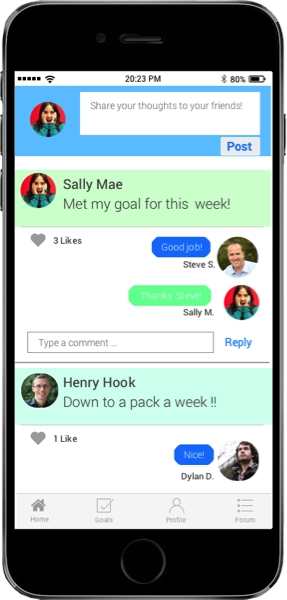 20:23 PM 80%
Share your thoughts to your friends!
Post
Sally Mae
Met my goal for this week!
3 Likes
Good job!
Steve S.
Thanks Steve!
Sally M.
Type a comment ...
Reply
Henry Hook
Down to a pack a week !!
1 Like
Nice!
Dylan D.
Home Goals Profile Forum